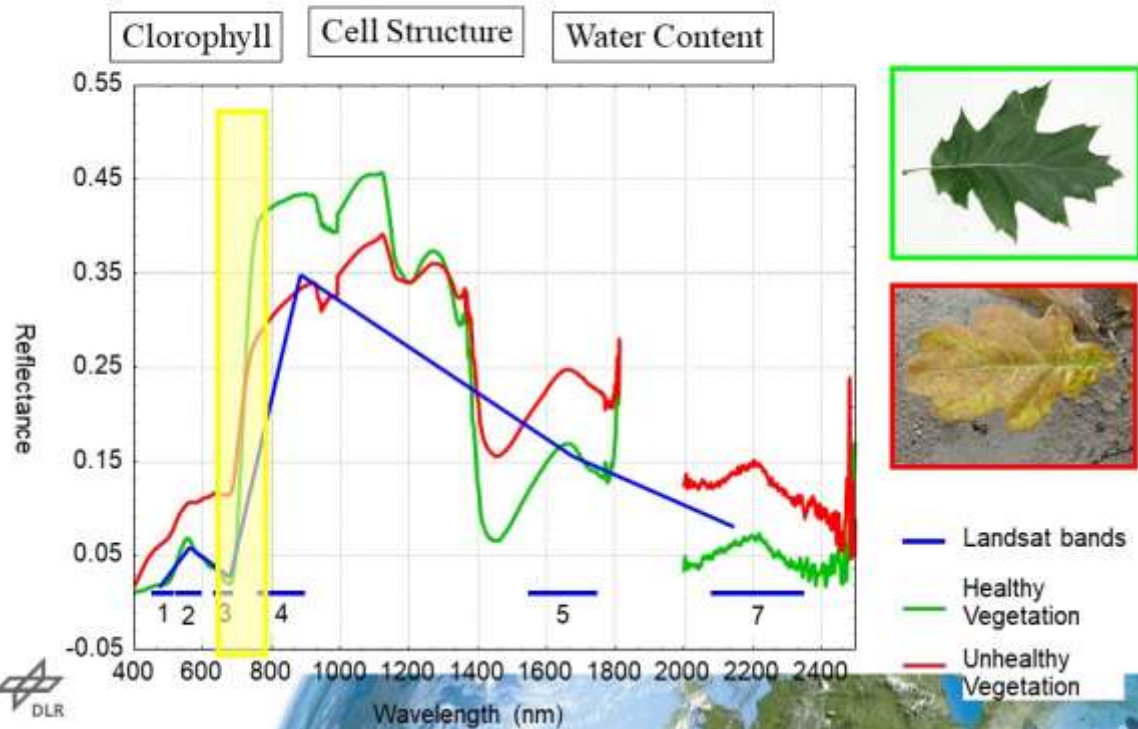 Clorophyll
Cell Structure
Water Content
0.55
0.45
0.35
0.25
0.15
0.05
-0.05
Reflectance
1
2
3
4
5
7
400 600 800 1000 1200 1400 1600 1800 2000 2200 2400
Wavelength (nm)
Landsat bands
Healthy
Vegetation
Unhealthy
Vegetation
DLR